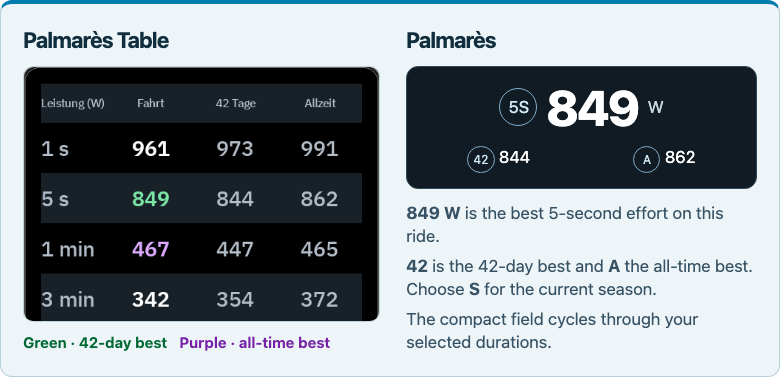 Palmarès Table
Leistung (W) Fahrt 42 Tage Allzeit
1 s 961 973 991
5 s 849 844 862
1 min 467 447 465
3 min 342 354 372
Green · 42-day best Purple · all-time best
Palmarès
5S 849 W
42 844 A 862
849 W is the best 5-second effort on this
ride.
42 is the 42-day best and A the all-time best.
Choose S for the current season.
The compact field cycles through your
selected durations.